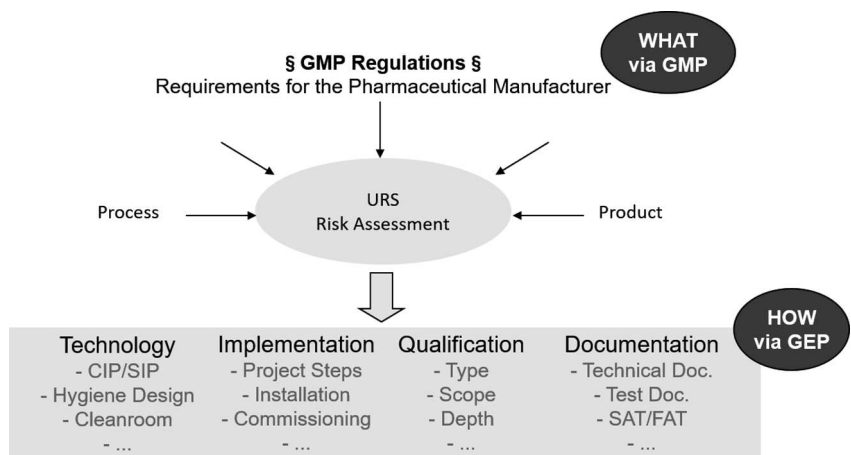 WHAT
via GMP
§ GMP Regulations §
Requirements for the Pharmaceutical Manufacturer
URS
Risk Assessment
Process
Product
HOW
via GEP
Technology
- CIP/SIP
- Hygiene Design
- Cleanroom
- ...
Implementation
- Project Steps
- Installation
- Commissioning
- ...
Qualification
- Type
- Scope
- Depth
- ...
Documentation
- Technical Doc.
- Test Doc.
- SAT/FAT
- ...